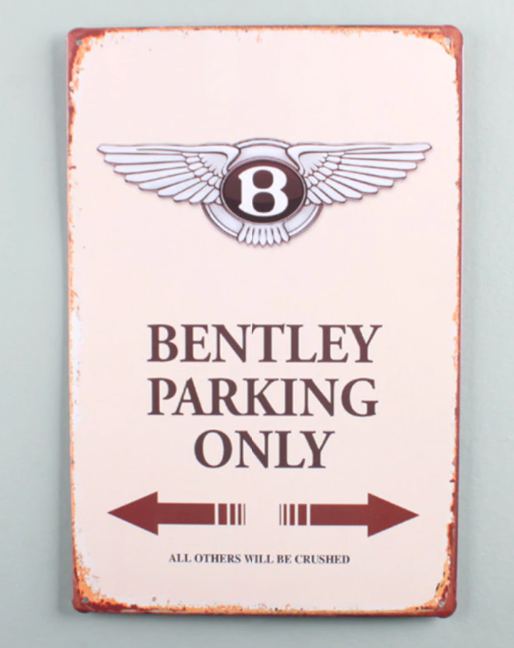 B
BENTLEY
PARKING
ONLY
ALL OTHERS WILL BE CRUSHED